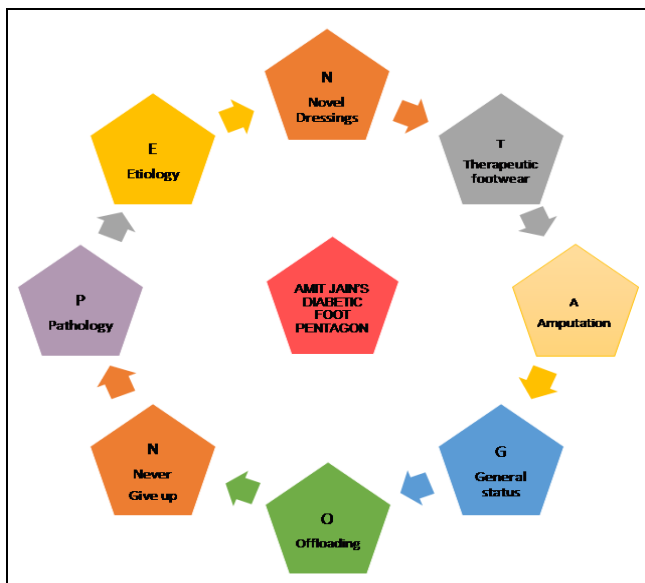 N
Novel
Dressings
T
Therapeutic
footwear
A
Amputation
G
General
status
O
Offloading
N
Never
Give up
P
Pathology
E
Etiology
AMIT JAIN'S
DIABETIC
FOOT
PENTAGON